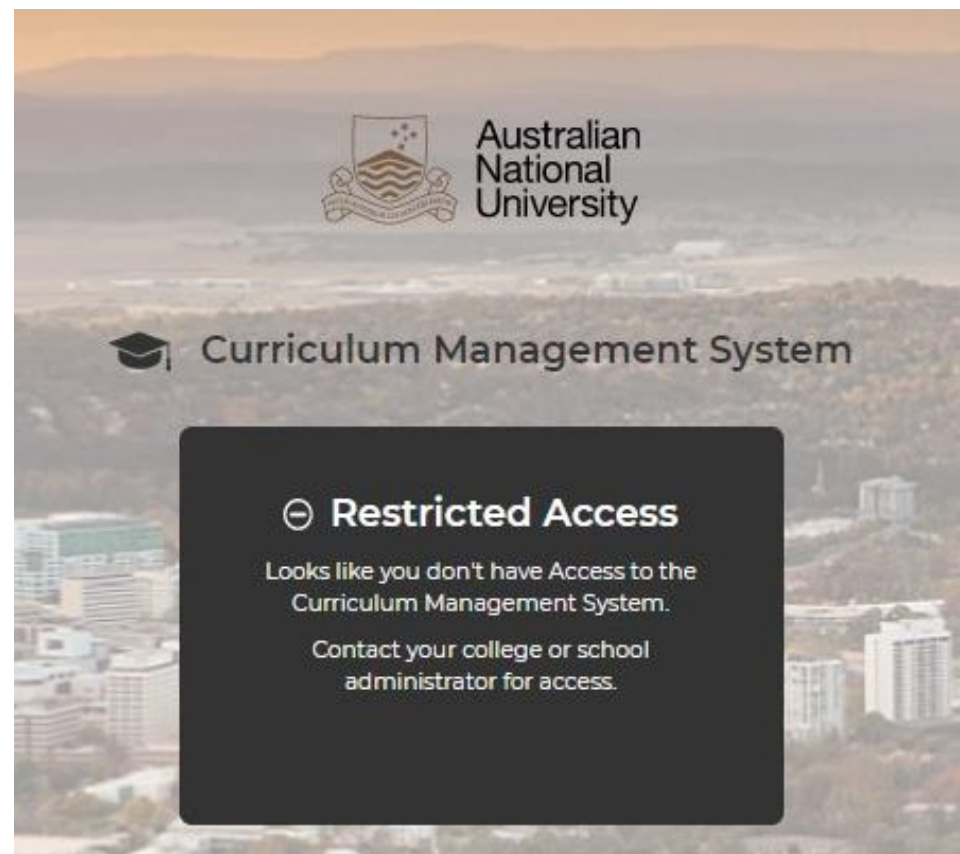 Australian
National
University
Curriculum Management System
Restricted Access
Looks like you don't have Access to the
Curriculum Management System.
Contact your college or school
administrator for access.